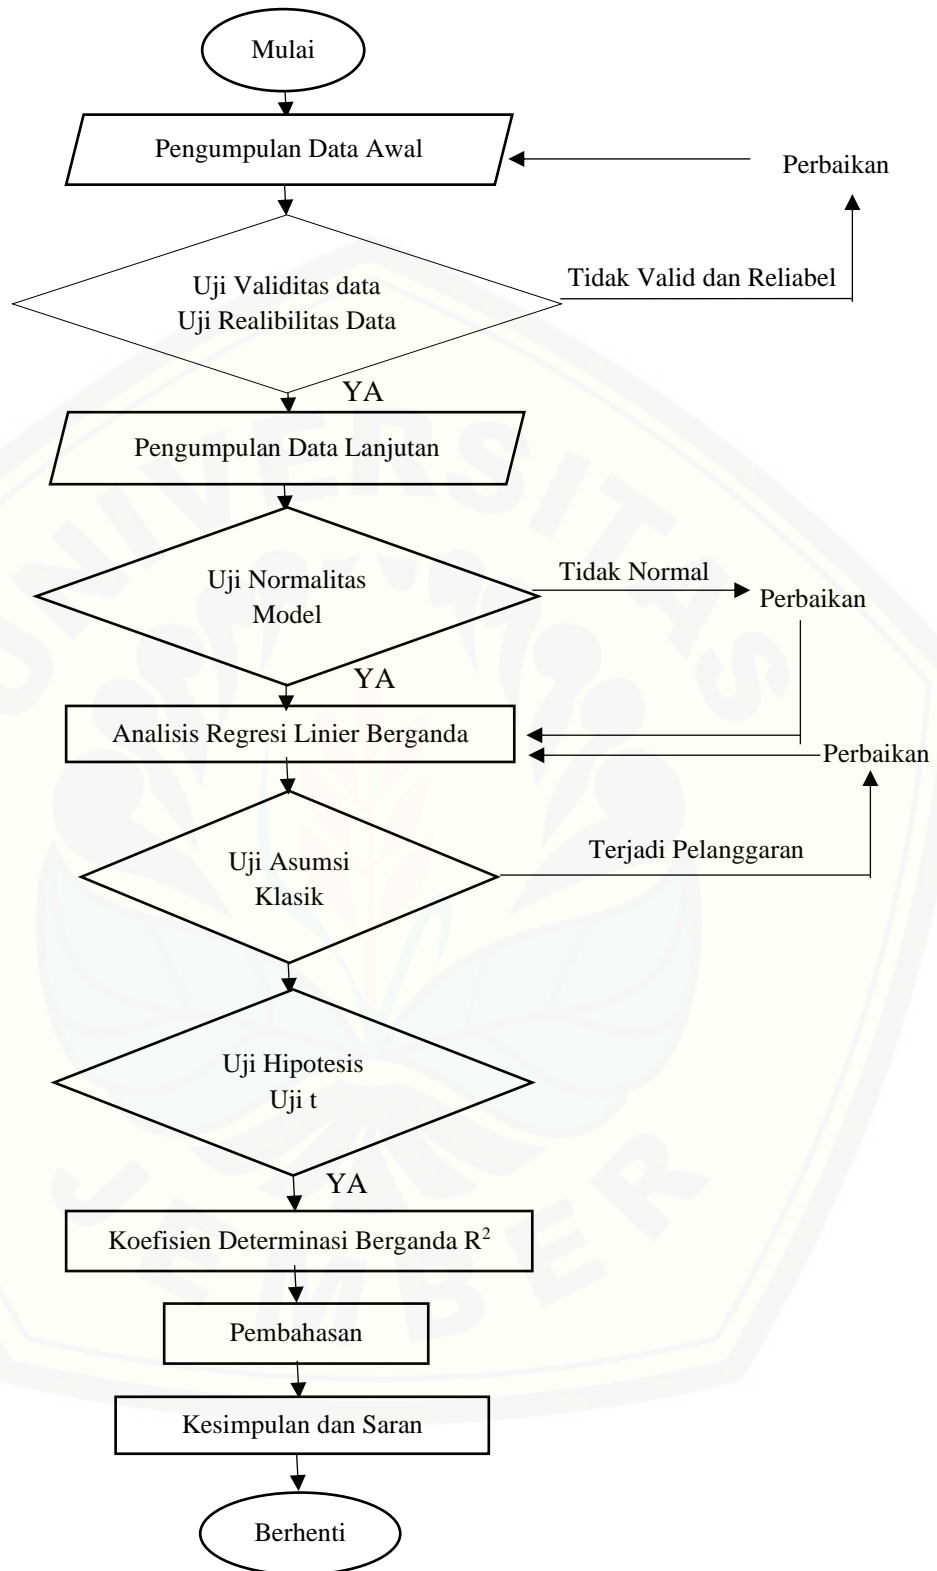 Mulai
Pengumpulan Data Awal
Perbaikan
Uji Validitas data
Uji Realibilitas Data
Tidak Valid dan Reliabel
YA
Pengumpulan Data Lanjutan
Uji Normalitas
Model
Tidak Normal
Perbaikan
YA
Analisis Regresi Linier Berganda
Perbaikan
Uji Asumsi
Klasik
Terjadi Pelanggaran
Uji Hipotesis
Uji t
YA
Koefisien Determinasi Berganda R²
Pembahasan
Kesimpulan dan Saran
Berhenti
UNIVERSITAS
JEMBER